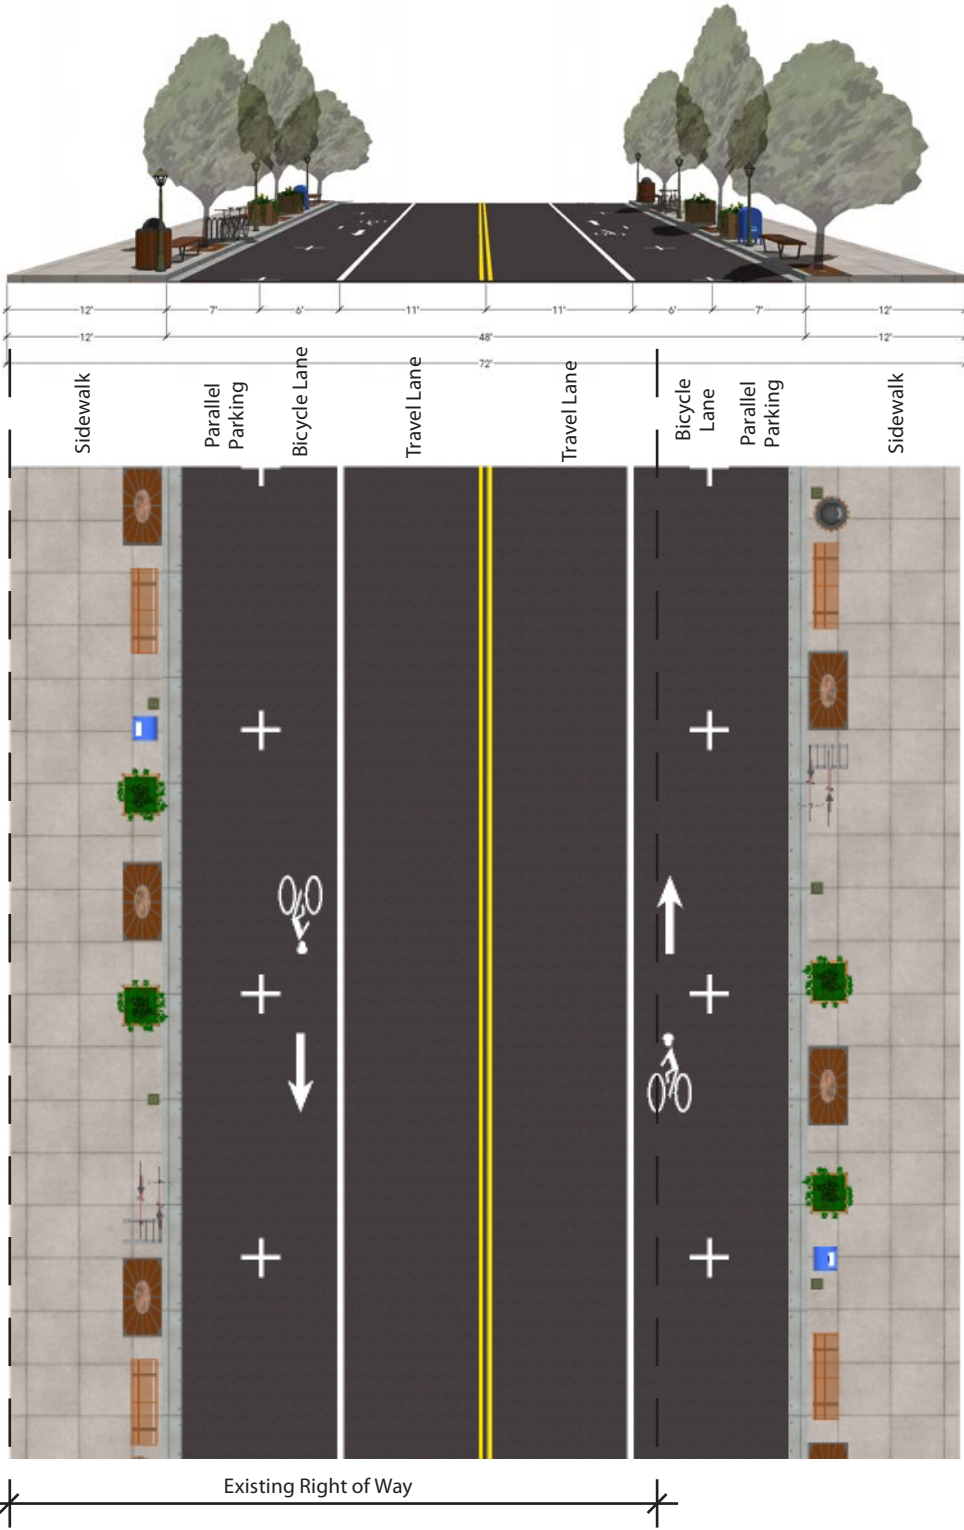 12' 7' 6' 11' 11' 6' 7' 12'
12' 48' 12'
72'
Sidewalk
Parallel
Parking
Bicycle Lane
Travel Lane
Travel Lane
Bicycle
Lane
Parallel
Parking
Sidewalk
Existing Right of Way